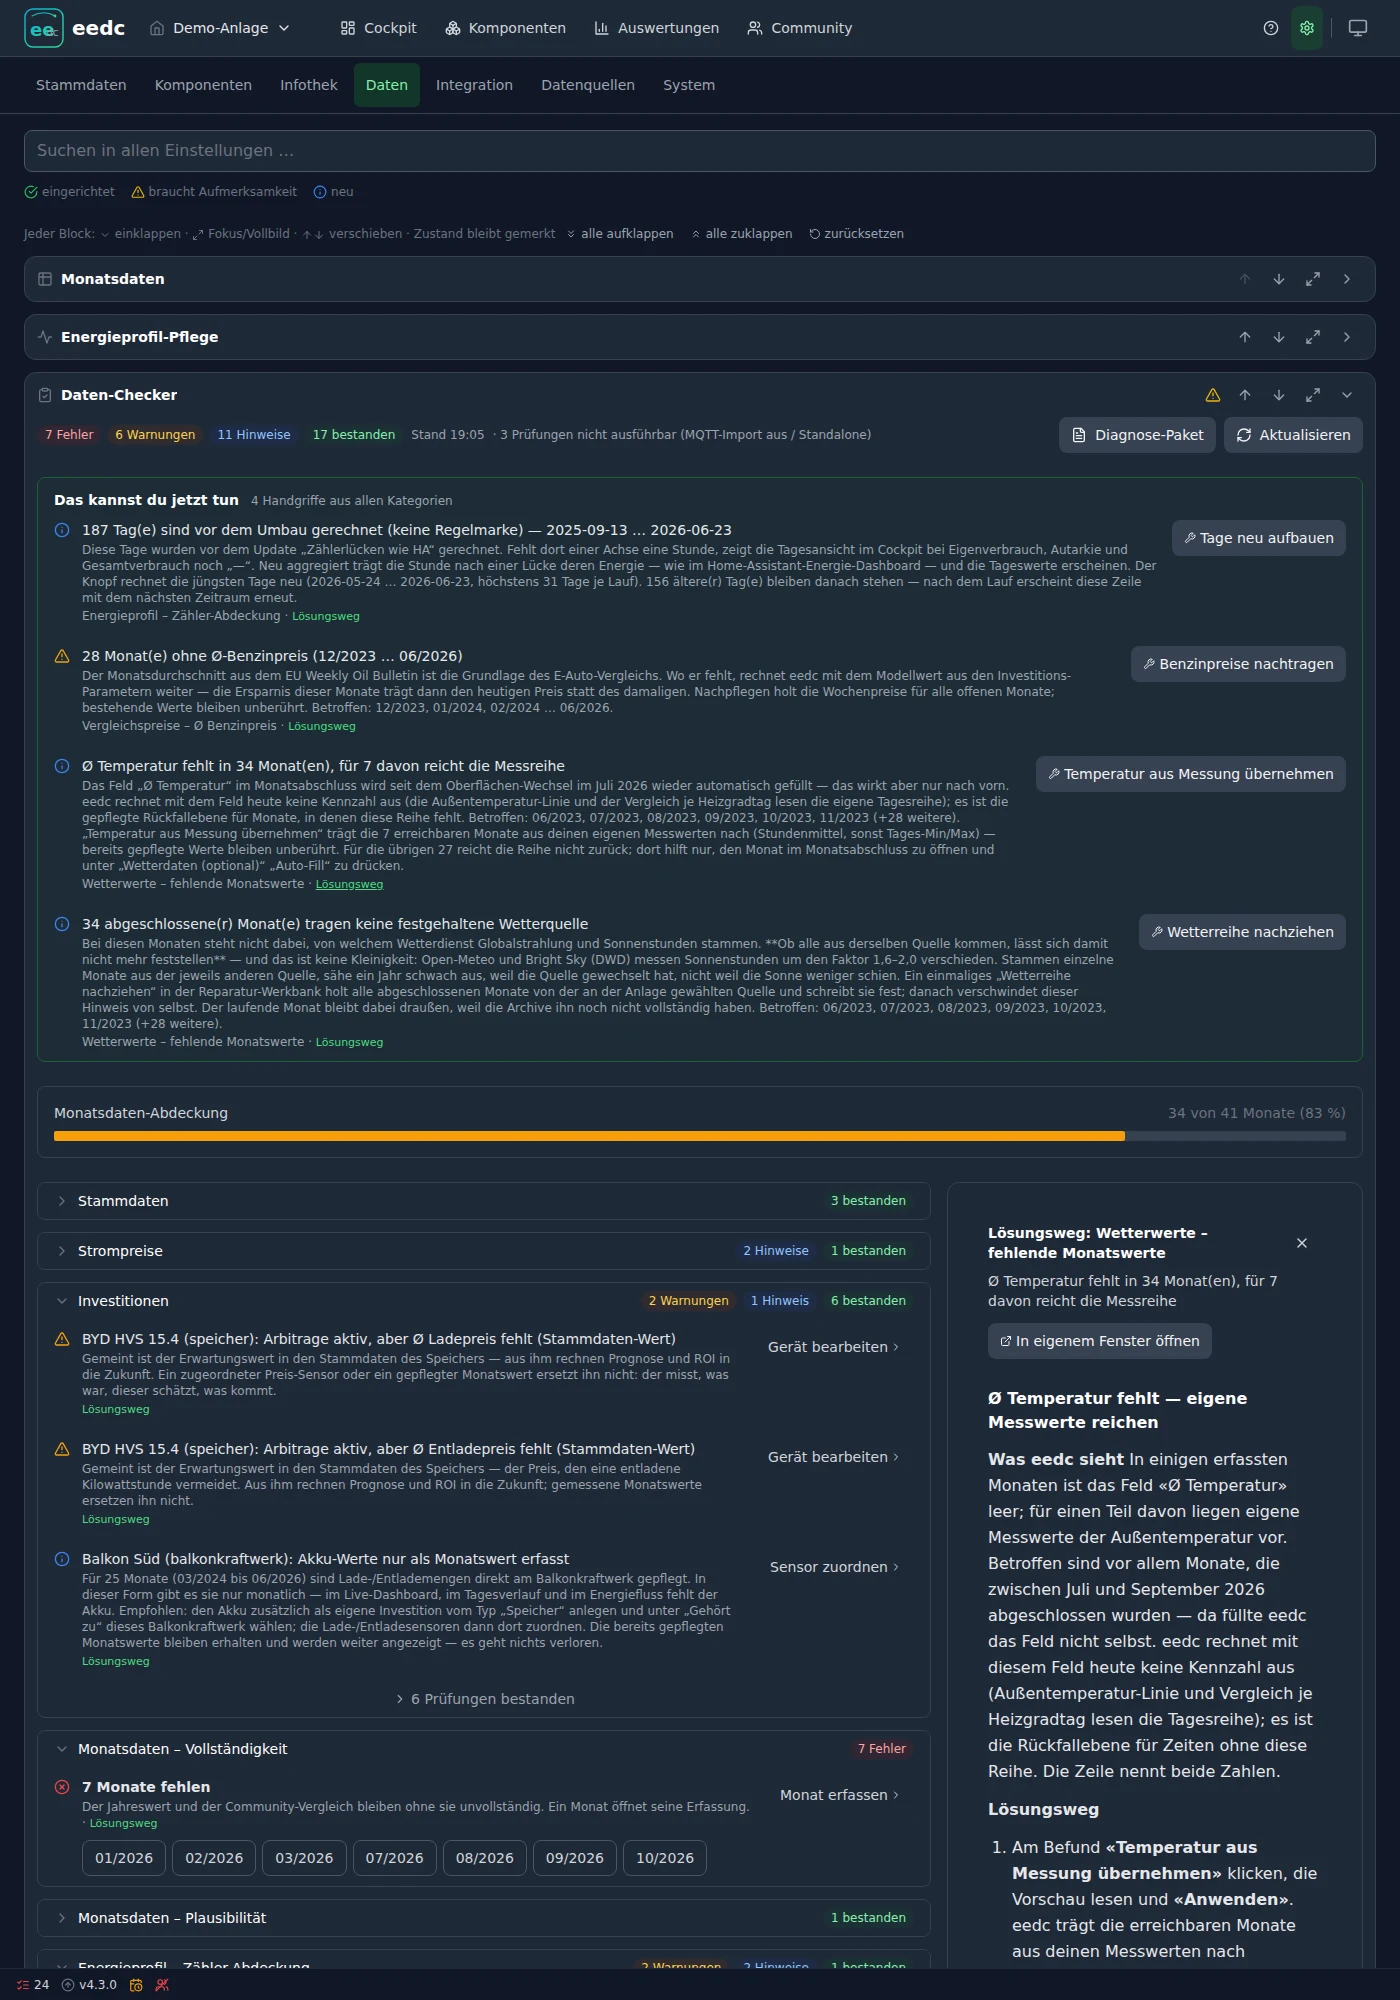 eedc
Demo-Anlage
Cockpit
Komponenten
Auswertungen
Community
Stammdaten
Komponenten
Infothek
Daten
Integration
Datenquellen
System
Suchen in allen Einstellungen …
eingerichtet
braucht Aufmerksamkeit
neu
Jeder Block: einklappen · Fokus/Vollbild · verschieben · Zustand bleibt gemerkt
alle aufklappen
alle zuklappen
zurücksetzen
Monatsdaten
Energieprofil-Pflege
Daten-Checker
7 Fehler
6 Warnungen
11 Hinweise
17 bestanden
Stand 19:05 · 3 Prüfungen nicht ausführbar (MQTT-Import aus / Standalone)
Diagnose-Paket
Aktualisieren
Das kannst du jetzt tun
4 Handgriffe aus allen Kategorien
187 Tag(e) sind vor dem Umbau gerechnet (keine Regelmarke) — 2025-09-13 … 2026-06-23
Tage neu aufbauen
Diese Tage wurden vor dem Update „Zählerlücken wie HA“ gerechnet. Fehlt dort einer Achse eine Stunde, zeigt die Tagesansicht im Cockpit bei Eigenverbrauch, Autarkie und
Gesamtverbrauch noch „—“. Neu aggregiert trägt die Stunde nach einer Lücke deren Energie — wie im Home-Assistant-Energie-Dashboard — und die Tageswerte erscheinen. Der
Knopf rechnet die jüngsten Tage neu (2026-05-24 … 2026-06-23, höchstens 31 Tage je Lauf). 156 ältere(r) Tag(e) bleiben danach stehen — nach dem Lauf erscheint diese Zeile
mit dem nächsten Zeitraum erneut.
Energieprofil – Zähler-Abdeckung · Lösungsweg
28 Monat(e) ohne Ø-Benzinpreis (12/2023 … 06/2026)
Benzinpreise nachtragen
Der Monatsdurchschnitt aus dem EU Weekly Oil Bulletin ist die Grundlage des E-Auto-Vergleichs. Wo er fehlt, rechnet eedc mit dem Modellwert aus den Investitions-
Parametern weiter — die Ersparnis dieser Monate trägt dann den heutigen Preis statt des damaligen. Nachpflegen holt die Wochenpreise für alle offenen Monate;
bestehende Werte bleiben unberührt. Betroffen: 12/2023, 01/2024, 02/2024 … 06/2026.
Vergleichspreise – Ø Benzinpreis · Lösungsweg
Ø Temperatur fehlt in 34 Monat(en), für 7 davon reicht die Messreihe
Temperatur aus Messung übernehmen
Das Feld „Ø Temperatur“ im Monatsabschluss wird seit dem Oberflächen-Wechsel im Juli 2026 wieder automatisch gefüllt — das wirkt aber nur nach vorn.
eedc rechnet mit dem Feld heute keine Kennzahl aus (die Außentemperatur-Linie und der Vergleich je Heizgradtag lesen die eigene Tagesreihe); es ist die
gepflegte Rückfallebene für Monate, in denen diese Reihe fehlt. Betroffen: 06/2023, 07/2023, 08/2023, 09/2023, 10/2023, 11/2023 (+28 weitere).
„Temperatur aus Messung übernehmen“ trägt die 7 erreichbaren Monate aus deinen eigenen Messwerten nach (Stundenmittel, sonst Tages-Min/Max) —
bereits gepflegte Werte bleiben unberührt. Für die übrigen 27 reicht die Reihe nicht zurück; dort hilft nur, den Monat im Monatsabschluss zu öffnen und
unter „Wetterdaten (optional)“ „Auto-Fill“ zu drücken.
Wetterwerte – fehlende Monatswerte · Lösungsweg
34 abgeschlossene(r) Monat(e) tragen keine festgehaltene Wetterquelle
Wetterreihe nachziehen
Bei diesen Monaten steht nicht dabei, von welchem Wetterdienst Globalstrahlung und Sonnenstunden stammen. **Ob alle aus derselben Quelle kommen, lässt sich damit
nicht mehr feststellen** — und das ist keine Kleinigkeit: Open-Meteo und Bright Sky (DWD) messen Sonnenstunden um den Faktor 1,6–2,0 verschieden. Stammen einzelne
Monate aus der jeweils anderen Quelle, sähe ein Jahr schwach aus, weil die Quelle gewechselt hat, nicht weil die Sonne weniger schien. Ein einmaliges „Wetterreihe
nachziehen“ in der Reparatur-Werkbank holt alle abgeschlossenen Monate von der an der Anlage gewählten Quelle und schreibt sie fest; danach verschwindet dieser
Hinweis von selbst. Der laufende Monat bleibt dabei draußen, weil die Archive ihn noch nicht vollständig haben. Betroffen: 06/2023, 07/2023, 08/2023, 09/2023, 10/2023,
11/2023 (+28 weitere).
Wetterwerte – fehlende Monatswerte · Lösungsweg
Monatsdaten-Abdeckung
34 von 41 Monate (83 %)
Stammdaten
3 bestanden
Strompreise
2 Hinweise
1 bestanden
Investitionen
2 Warnungen
1 Hinweis
6 bestanden
BYD HVS 15.4 (speicher): Arbitrage aktiv, aber Ø Ladepreis fehlt (Stammdaten-Wert)
Gerät bearbeiten
Gemeint ist der Erwartungswert in den Stammdaten des Speichers — aus ihm rechnen Prognose und ROI in
die Zukunft. Ein zugeordneter Preis-Sensor oder ein gepflegter Monatswert ersetzt ihn nicht: der misst, was
war, dieser schätzt, was kommt.
Lösungsweg
BYD HVS 15.4 (speicher): Arbitrage aktiv, aber Ø Entladepreis fehlt (Stammdaten-Wert)
Gerät bearbeiten
Gemeint ist der Erwartungswert in den Stammdaten des Speichers — der Preis, den eine entladene
Kilowattstunde vermeidet. Aus ihm rechnen Prognose und ROI in die Zukunft; gemessene Monatswerte
ersetzen ihn nicht.
Lösungsweg
Balkon Süd (balkonkraftwerk): Akku-Werte nur als Monatswert erfasst
Sensor zuordnen
Für 25 Monate (03/2024 bis 06/2026) sind Lade-/Entlademengen direkt am Balkonkraftwerk gepflegt. In
dieser Form gibt es sie nur monatlich — im Live-Dashboard, im Tagesverlauf und im Energiefluss fehlt der
Akku. Empfohlen: den Akku zusätzlich als eigene Investition vom Typ „Speicher“ anlegen und unter „Gehört
zu“ dieses Balkonkraftwerk wählen; die Lade-/Entladesensoren dann dort zuordnen. Die bereits gepflegten
Monatswerte bleiben erhalten und werden weiter angezeigt — es geht nichts verloren.
Lösungsweg
6 Prüfungen bestanden
Monatsdaten – Vollständigkeit
7 Fehler
7 Monate fehlen
Monat erfassen
Der Jahreswert und der Community-Vergleich bleiben ohne sie unvollständig. Ein Monat öffnet seine Erfassung.
· Lösungsweg
01/2026
02/2026
03/2026
07/2026
08/2026
09/2026
10/2026
Monatsdaten – Plausibilität
1 bestanden
Energieprofil – Zähler-Abdeckung
2 Warnungen
2 Hinweise
1 bestanden
Lösungsweg: Wetterwerte –
fehlende Monatswerte
Ø Temperatur fehlt in 34 Monat(en), für 7
davon reicht die Messreihe
In eigenem Fenster öffnen
Ø Temperatur fehlt — eigene
Messwerte reichen
Was eedc sieht In einigen erfassten
Monaten ist das Feld «Ø Temperatur»
leer; für einen Teil davon liegen eigene
Messwerte der Außentemperatur vor.
Betroffen sind vor allem Monate, die
zwischen Juli und September 2026
abgeschlossen wurden — da füllte eedc
das Feld nicht selbst. eedc rechnet mit
diesem Feld heute keine Kennzahl aus
(Außentemperatur-Linie und Vergleich je
Heizgradtag lesen die Tagesreihe); es ist
die Rückfallebene für Zeiten ohne diese
Reihe. Die Zeile nennt beide Zahlen.
Lösungsweg
1. Am Befund «Temperatur aus
Messung übernehmen» klicken, die
Vorschau lesen und «Anwenden».
eedc trägt die erreichbaren Monate
aus deinen Messwerten nach
24
v4.3.0